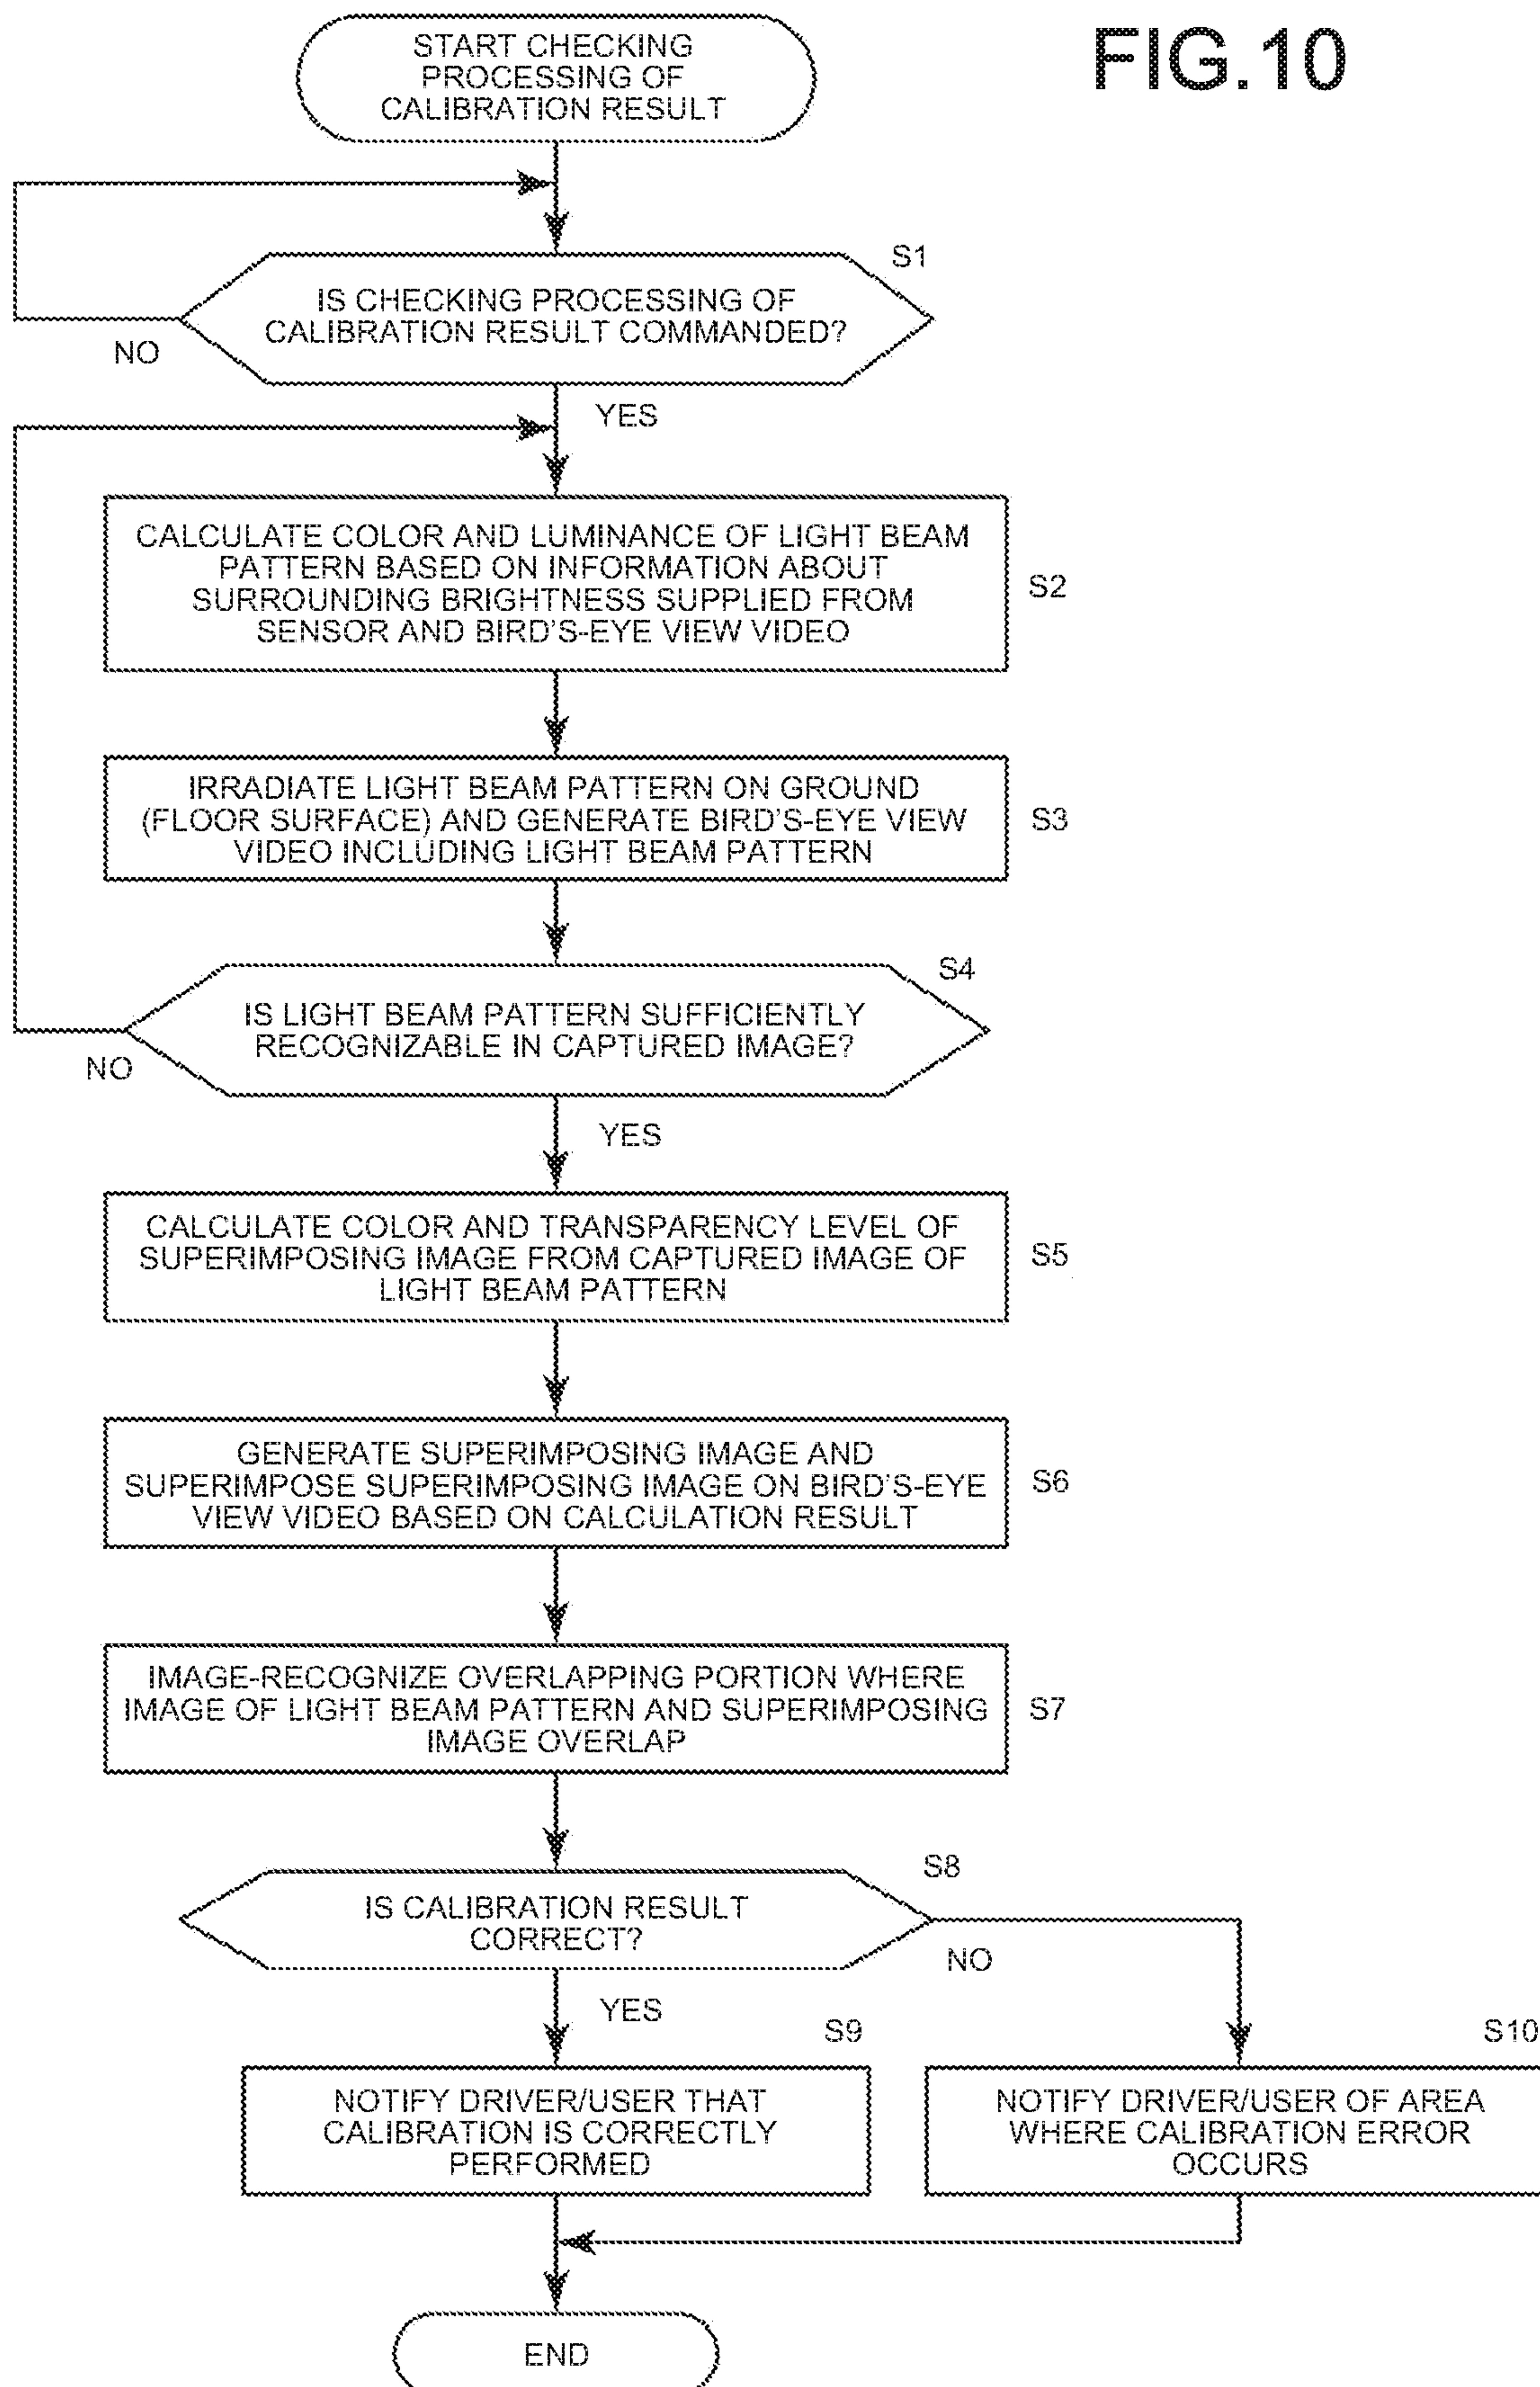 FIG.10
START CHECKING
PROCESSING OF
CALIBRATION RESULT
S1
IS CHECKING PROCESSING OF
CALIBRATION RESULT COMMANDED?
NO
YES
CALCULATE COLOR AND LUMINANCE OF LIGHT BEAM
PATTERN BASED ON INFORMATION ABOUT
SURROUNDING BRIGHTNESS SUPPLIED FROM
SENSOR AND BIRD'S-EYE VIEW VIDEO
S2
IRRADIATE LIGHT BEAM PATTERN ON GROUND
(FLOOR SURFACE) AND GENERATE BIRD'S-EYE VIEW
VIDEO INCLUDING LIGHT BEAM PATTERN
S3
S4
IS LIGHT BEAM PATTERN SUFFICIENTLY
RECOGNIZABLE IN CAPTURED IMAGE?
NO
YES
CALCULATE COLOR AND TRANSPARENCY LEVEL OF
SUPERIMPOSING IMAGE FROM CAPTURED IMAGE OF
LIGHT BEAM PATTERN
S5
GENERATE SUPERIMPOSING IMAGE AND
SUPERIMPOSE SUPERIMPOSING IMAGE ON BIRD'S-EYE
VIEW VIDEO BASED ON CALCULATION RESULT
S6
IMAGE-RECOGNIZE OVERLAPPING PORTION WHERE
IMAGE OF LIGHT BEAM PATTERN AND SUPERIMPOSING
IMAGE OVERLAP
S7
S8
IS CALIBRATION RESULT
CORRECT?
NO
YES
S9
NOTIFY DRIVER/USER THAT
CALIBRATION IS CORRECTLY
PERFORMED
S10
NOTIFY DRIVER/USER OF AREA
WHERE CALIBRATION ERROR
OCCURS
END